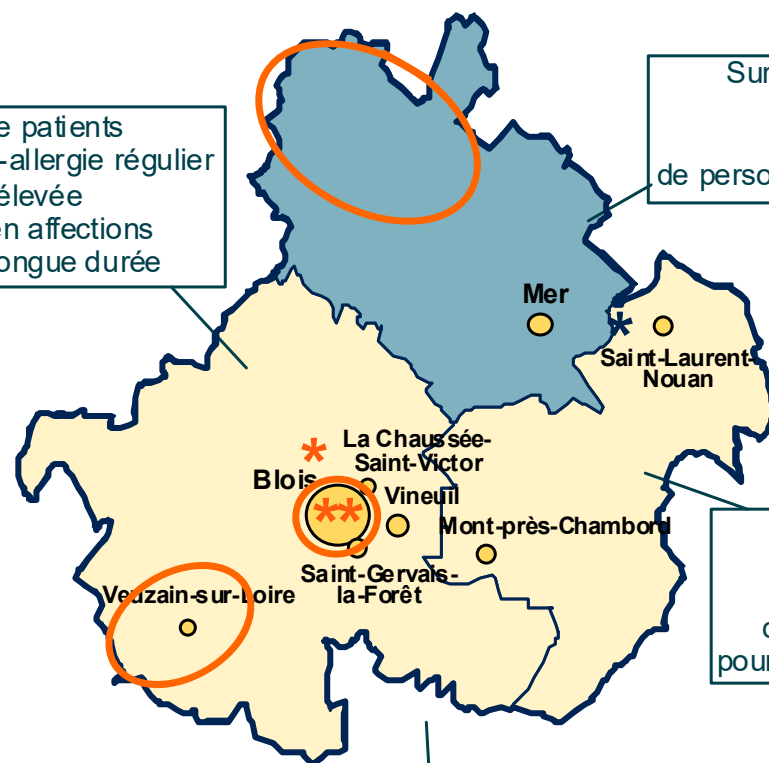 Sur
de perso
e patients
-allergie régulier
élevée
en affections
ongue durée
Mer
*
Saint-Laurent-
Nouan
*
La Chaussée-
Saint-Victor
Blois
**
Vineuil
Mont-près-Chambord
Saint-Gervais-
la-Forêt
Veuzain-sur-Loire
pour